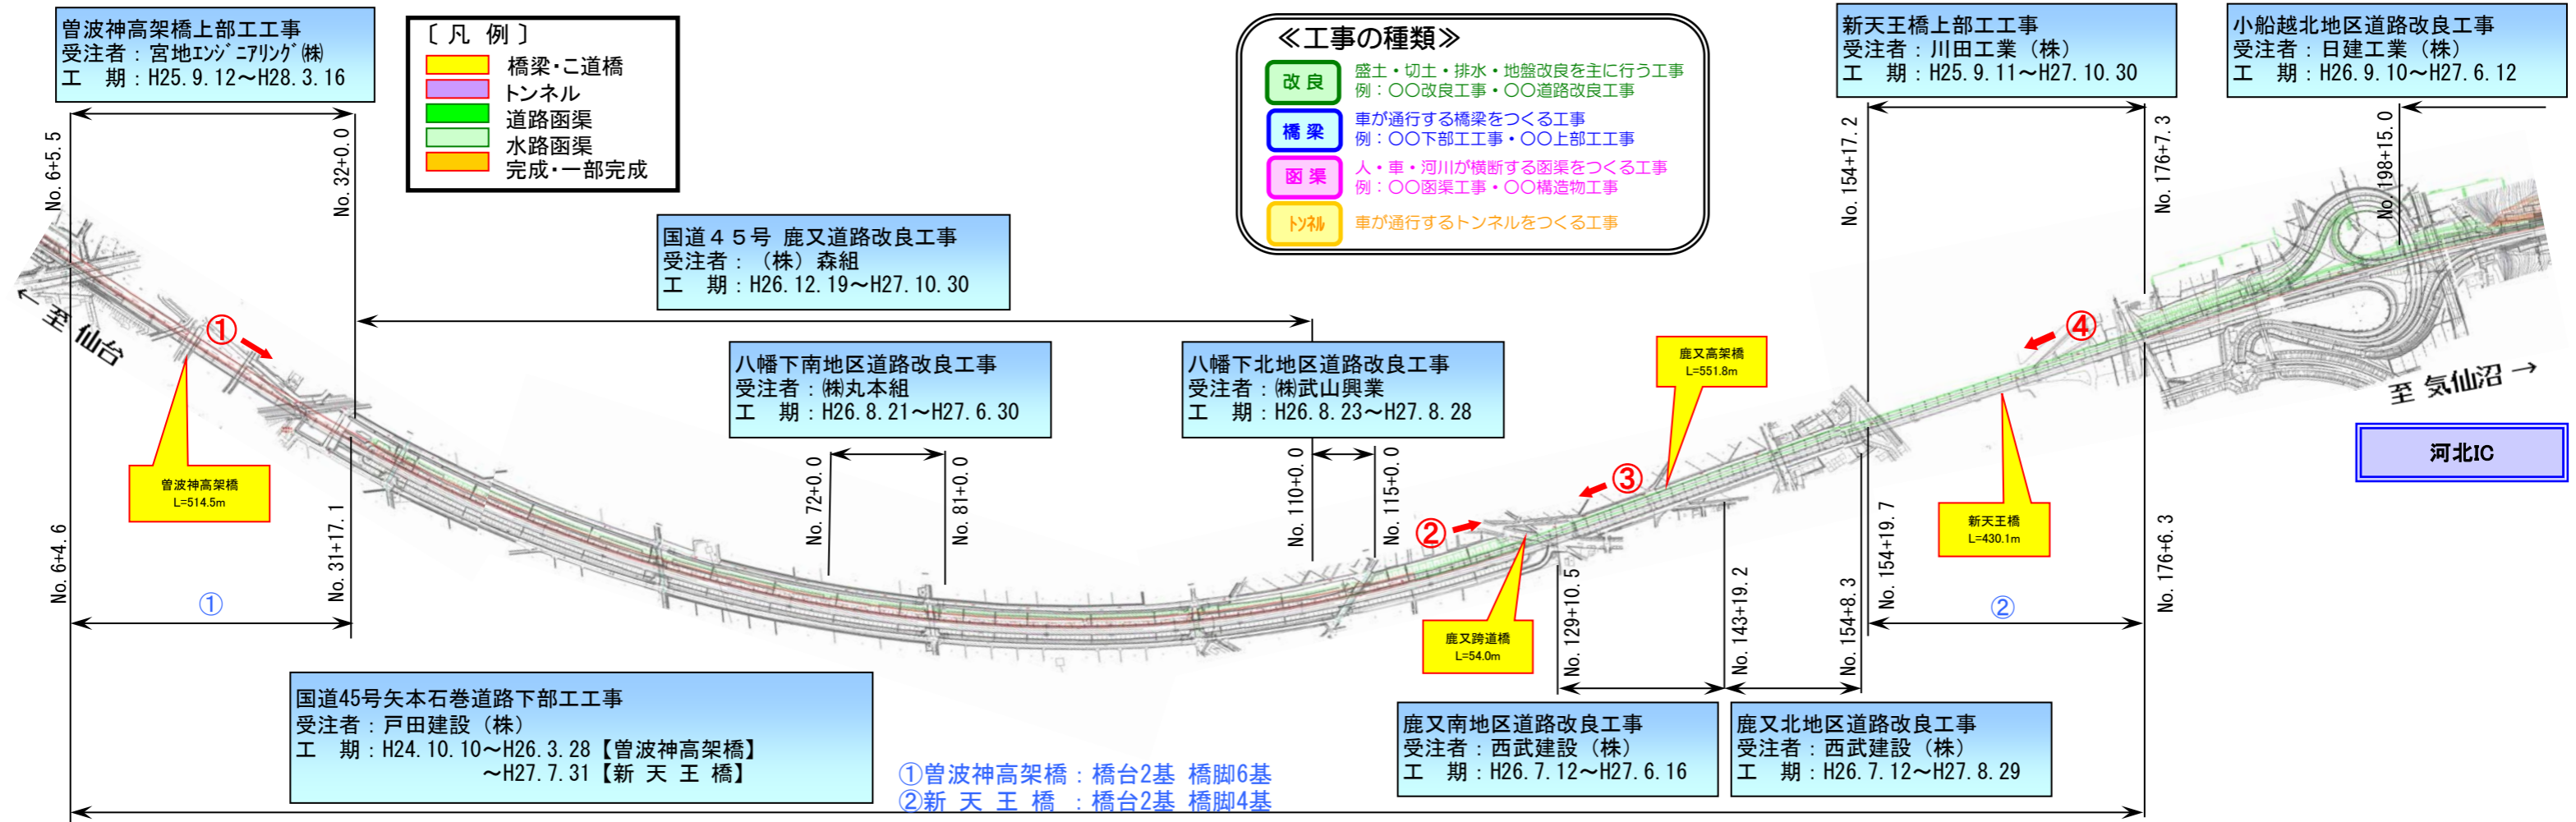 曽波神高架橋上部工工事
受注者：宮地ｴﾝｼﾞﾆｱﾘﾝｸﾞ㈱
工　期：H25.9.12～H28.3.16
〔 凡 例 〕
橋梁・こ道橋
トンネル
道路函渠
水路函渠
完成・一部完成
≪工事の種類≫
改 良
盛土・切土・排水・地盤改良を主に行う工事
例：〇〇改良工事・〇〇道路改良工事
橋 梁
車が通行する橋梁をつくる工事
例：〇〇下部工工事・〇〇上部工工事
函 渠
人・車・河川が横断する函渠をつくる工事
例：〇〇函渠工事・〇〇構造物工事
ﾄﾝﾈﾙ
車が通行するトンネルをつくる工事
新天王橋上部工工事
受注者：川田工業（株）
工　期：H25.9.11～H27.10.30
小船越北地区道路改良工事
受注者：日建工業（株）
工　期：H26.9.10～H27.6.12
No. 6+5.5
No. 32+0.0
No. 154+17.2
No. 176+7.3
No. 198+15.0
国道４５号 鹿又道路改良工事
受注者：（株）森組
工　期：H26.12.19～H27.10.30
← 至 仙台
①
④
八幡下南地区道路改良工事
受注者：㈱丸本組
工　期：H26.8.21～H27.6.30
八幡下北地区道路改良工事
受注者：㈱武山興業
工　期：H26.8.23～H27.8.28
鹿又高架橋
L=551.8m
至 気仙沼 →
河北IC
曽波神高架橋
L=514.5m
③
②
新天王橋
L=430.1m
No. 72+0.0
No. 81+0.0
No. 110+0.0
No. 115+0.0
No. 6+4.6
No. 31+17.1
①
鹿又跨道橋
L=54.0m
No. 129+10.5
No. 143+19.2
No. 154+8.3
No. 154+19.7
②
No. 176+6.3
国道45号矢本石巻道路下部工工事
受注者：戸田建設（株）
工　期：H24.10.10～H26.3.28【曽波神高架橋】
～H27.7.31【新 天 王 橋】
①曽波神高架橋：橋台2基 橋脚6基
②新 天 王 橋 ：橋台2基 橋脚4基
鹿又南地区道路改良工事
受注者：西武建設（株）
工　期：H26.7.12～H27.6.16
鹿又北地区道路改良工事
受注者：西武建設（株）
工　期：H26.7.12～H27.8.29